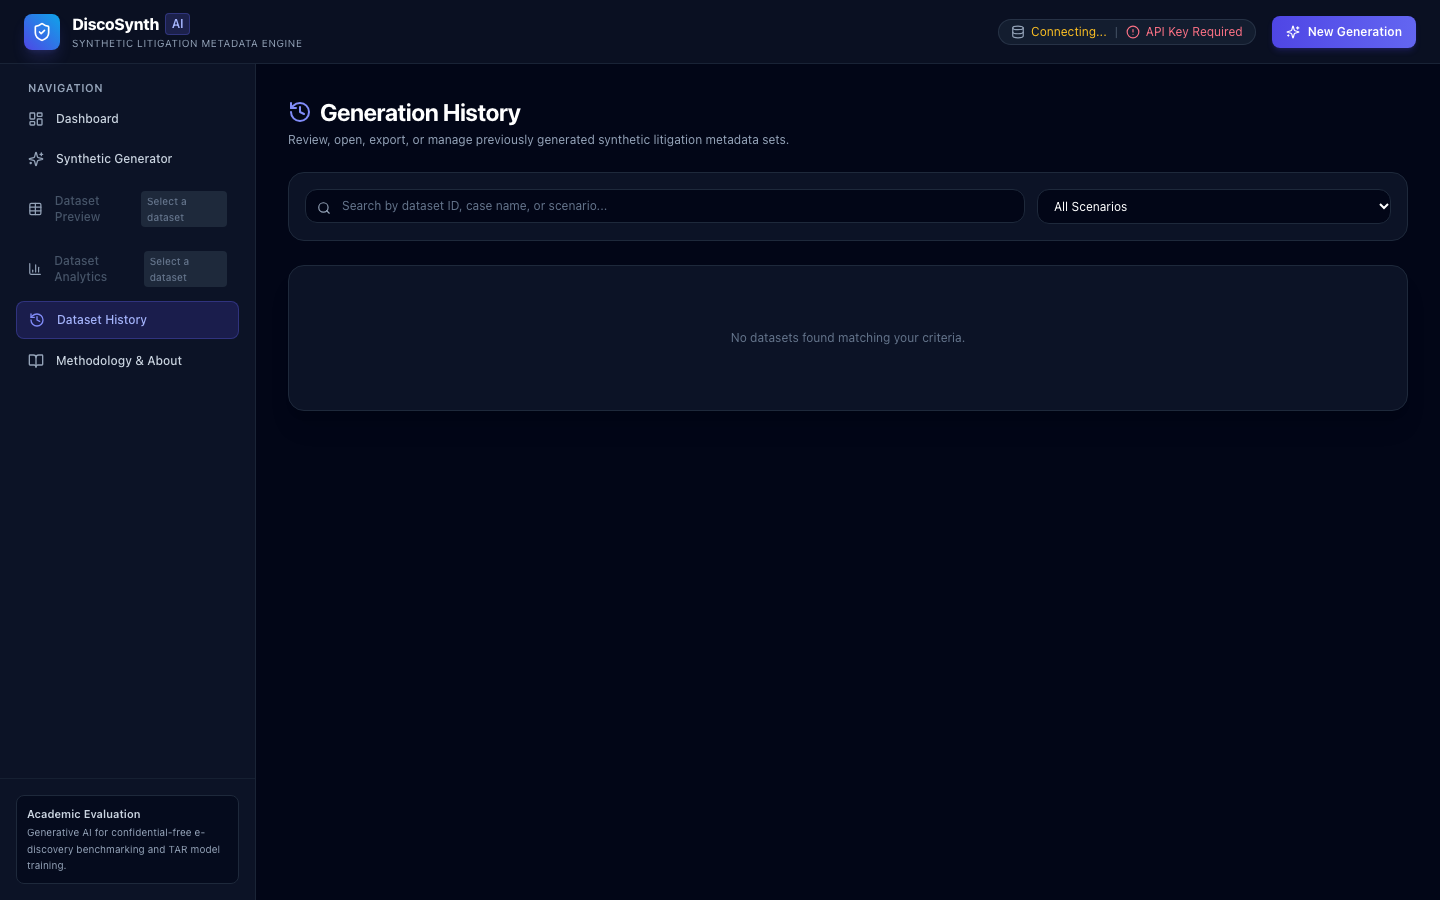 DiscoSynth AI
SYNTHETIC LITIGATION METADATA ENGINE
Connecting... | API Key Required
New Generation
NAVIGATION
Dashboard
Synthetic Generator
Dataset Preview
Select a dataset
Dataset Analytics
Select a dataset
Dataset History
Methodology & About
Generation History
Review, open, export, or manage previously generated synthetic litigation metadata sets.
Search by dataset ID, case name, or scenario...
All Scenarios
No datasets found matching your criteria.
Academic Evaluation
Generative AI for confidential-free e-
discovery benchmarking and TAR model
training.